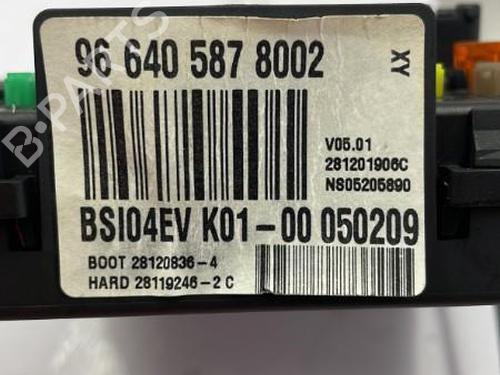 96 640 587 8002
XY
V05.01
281201906C
NS05205890
BSI04EV K01-00 050209
BOOT 28120836-4
HARD 28119246-2 C
B-PARTS